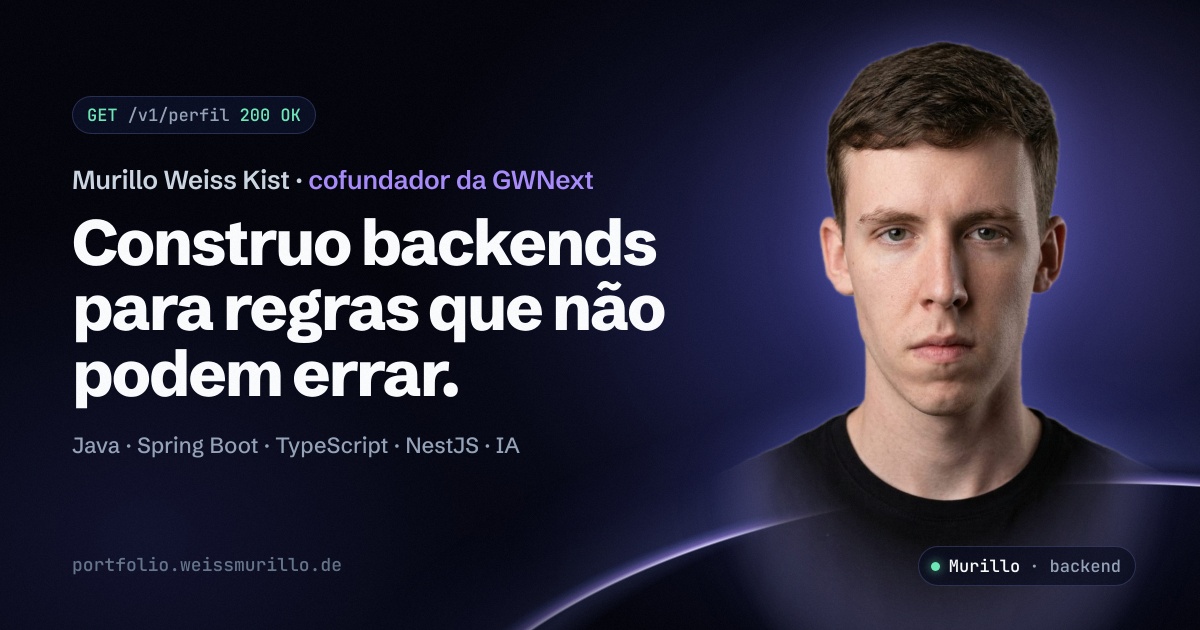 GET /v1/perfil 200 OK
Murillo Weiss Kist · cofundador da GWNext
Construo backends
para regras que não
podem errar.
Java · Spring Boot · TypeScript · NestJS · IA
portfolio.weissmurillo.de
Murillo · backend